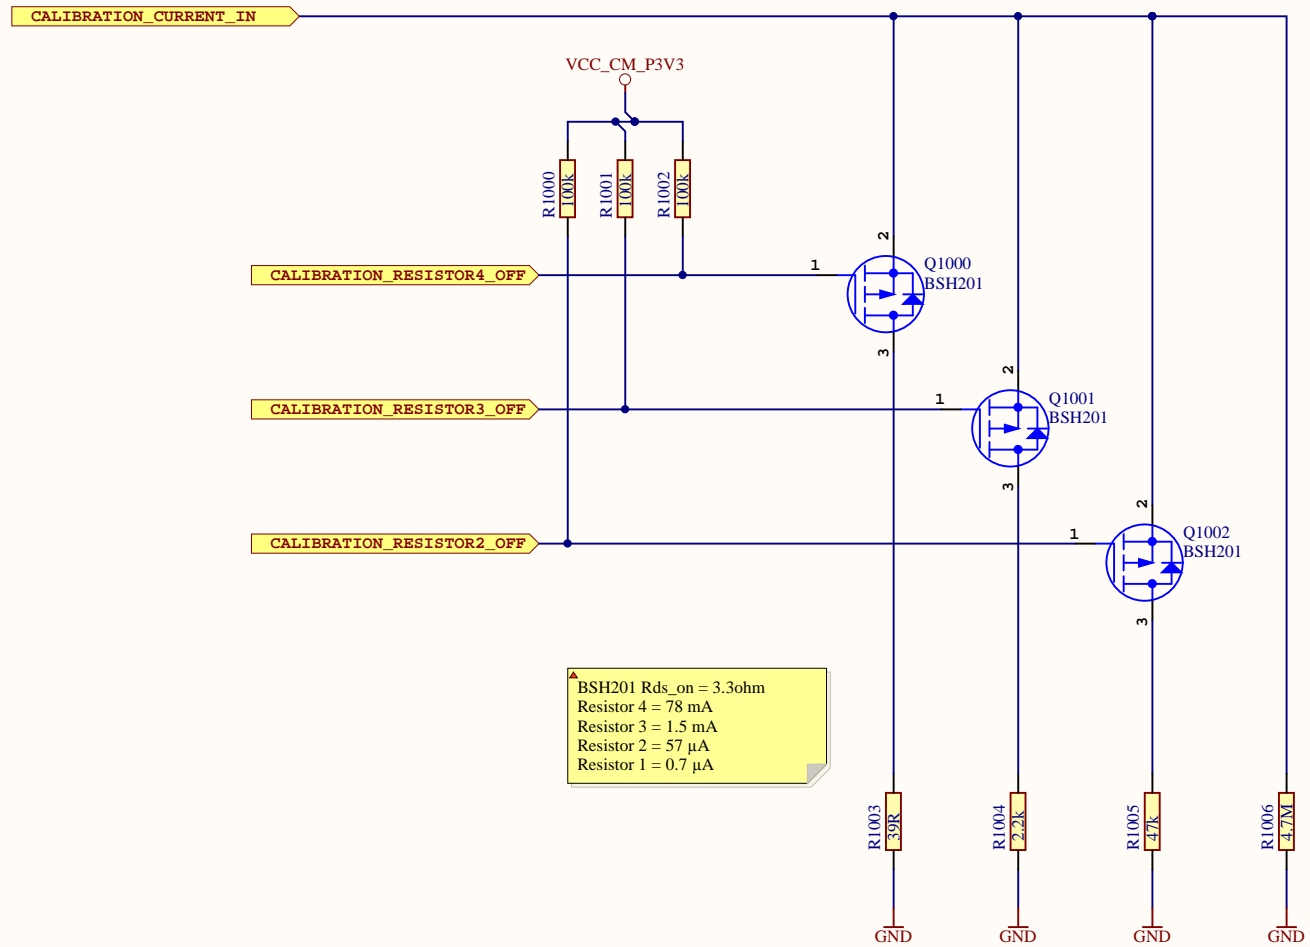 CALIBRATION_CURRENT_IN
VCC_CM_P3V3
R1000
100k
R1001
100k
R1002
100k
CALIBRATION_RESISTOR4_OFF
1
2
3
Q1000
BSH201
CALIBRATION_RESISTOR3_OFF
1
2
3
Q1001
BSH201
CALIBRATION_RESISTOR2_OFF
1
2
3
Q1002
BSH201
BSH201 Rds_on = 3.3ohm
Resistor 4 = 78 mA
Resistor 3 = 1.5 mA
Resistor 2 = 57 µA
Resistor 1 = 0.7 µA
R1003
39R
R1004
2.2k
R1005
47k
R1006
4.7M
GND
GND
GND
GND